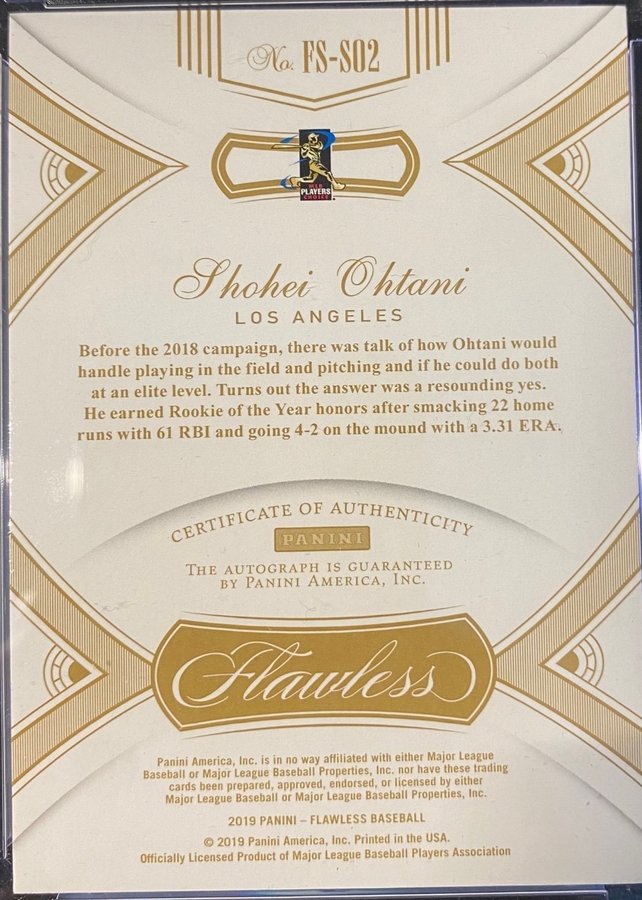 No. FS-SO2
MLB
PLAYERS
CHOICE
Shohei Ohtani
LOS ANGELES
Before the 2018 campaign, there was talk of how Ohtani would
handle playing in the field and pitching and if he could do both
at an elite level. Turns out the answer was a resounding yes.
He earned Rookie of the Year honors after smacking 22 home
runs with 61 RBI and going 4-2 on the mound with a 3.31 ERA.
CERTIFICATE OF AUTHENTICITY
PANINI
THE AUTOGRAPH IS GUARANTEED
BY PANINI AMERICA, INC.
Flawless
Panini America, Inc. is in no way affiliated with either Major League
Baseball or Major League Baseball Properties, Inc. nor have these trading
cards been prepared, approved, endorsed, or licensed by either
Major League Baseball or Major League Baseball Properties, Inc.
2019 PANINI – FLAWLESS BASEBALL
© 2019 Panini America, Inc. Printed in the USA.
Officially Licensed Product of Major League Baseball Players Association